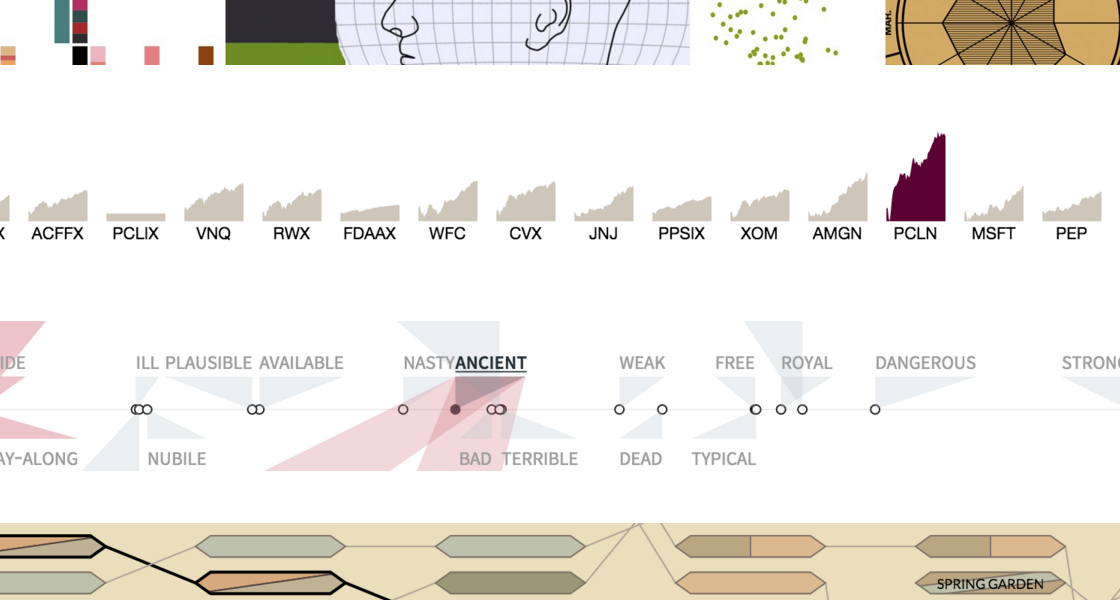 MAR.
X ACFFX PCLIX VNQ RWX FDAAX WFC CVX JNJ PPSIX XOM AMGN PCLN MSFT PEP
IDE ILL PLAUSIBLE AVAILABLE NASTY ANCIENT WEAK FREE ROYAL DANGEROUS STRONG
AY-ALONG NUBILE BAD TERRIBLE DEAD TYPICAL
SPRING GARDEN